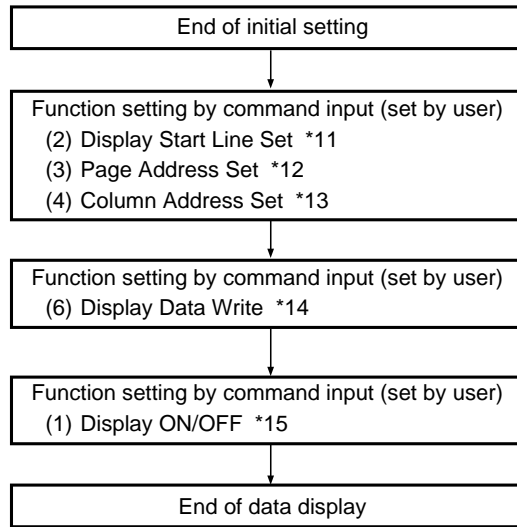 End of initial setting
Function setting by command input (set by user)
(2) Display Start Line Set *11
(3) Page Address Set *12
(4) Column Address Set *13
Function setting by command input (set by user)
(6) Display Data Write *14
Function setting by command input (set by user)
(1) Display ON/OFF *15
End of data display